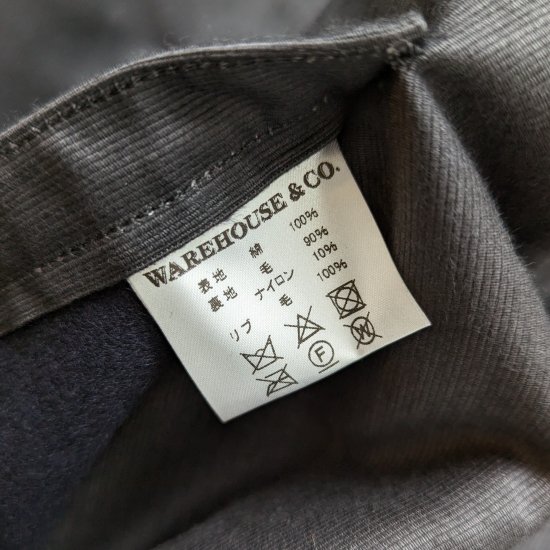 WAREHOUSE & CO.
表地 綿 100%
裏地 毛 90%
ナイロン 10%
リブ 毛 100%
F
W